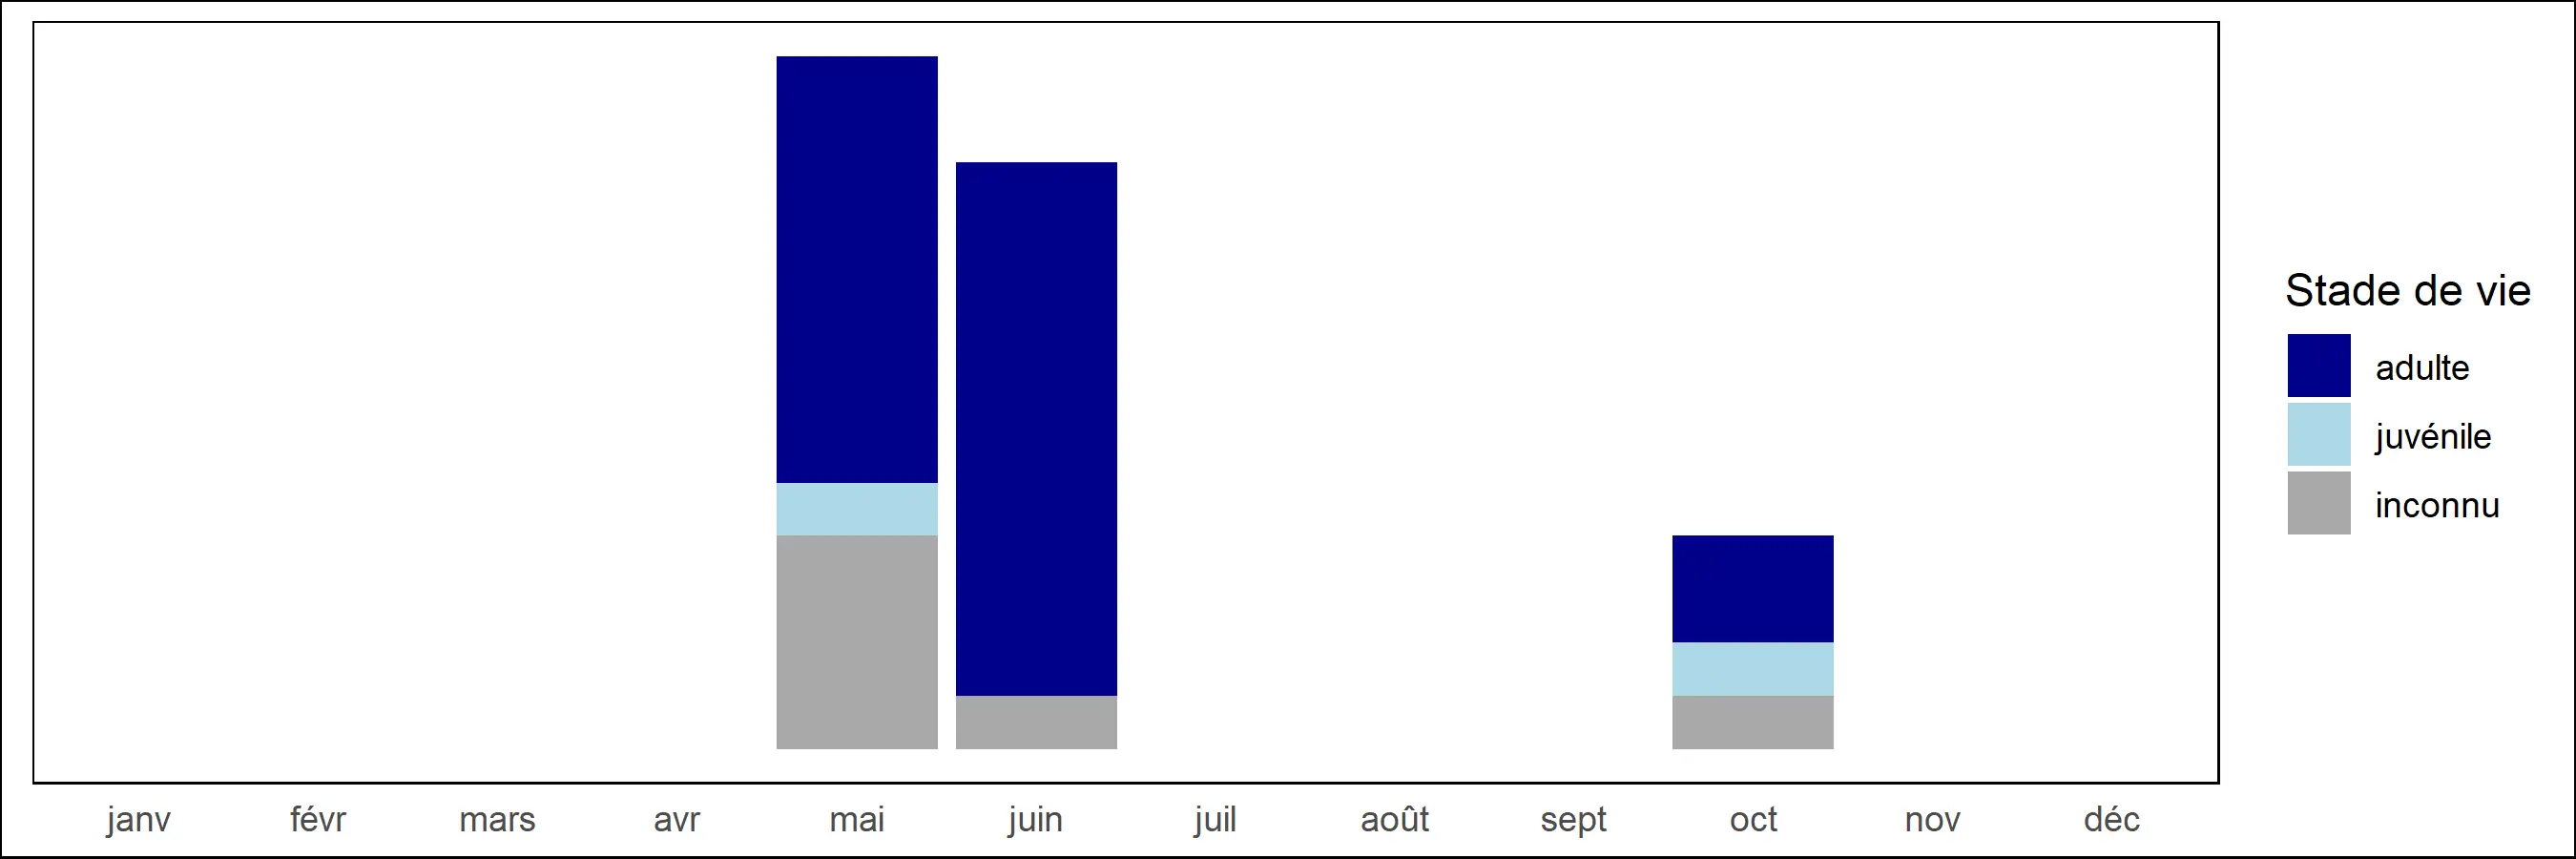 Stade de vie
adulte
juvénile
inconnu
janv févr mars avr mai juin juil août sept oct nov déc